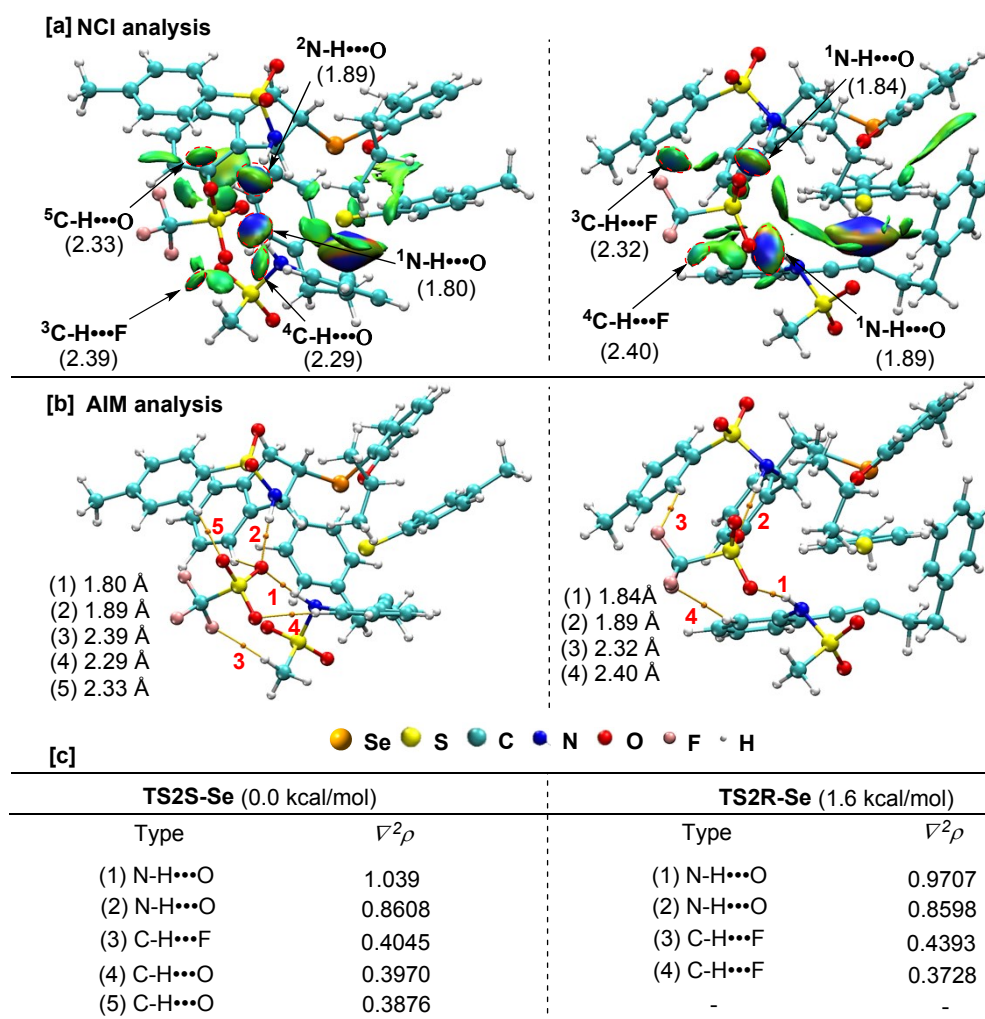 [a] NCI analysis
²N-H•••O
(1.89)
⁵C-H•••O
(2.33)
¹N-H•••O
(1.80)
³C-H•••F
(2.39)
⁴C-H•••O
(2.29)
¹N-H•••O
(1.84)
³C-H•••F
(2.32)
⁴C-H•••F
(2.40)
¹N-H•••O
(1.89)
[b] AIM analysis
5
2
1
4
3
(1) 1.80 Å
(2) 1.89 Å
(3) 2.39 Å
(4) 2.29 Å
(5) 2.33 Å
3
2
1
4
(1) 1.84Å
(2) 1.89 Å
(3) 2.32 Å
(4) 2.40 Å
Se S C N O F H
[c]
TS2S-Se (0.0 kcal/mol) TS2R-Se (1.6 kcal/mol)
Type ∇²ρ Type ∇²ρ
(1) N-H•••O 1.039 (1) N-H•••O 0.9707
(2) N-H•••O 0.8608 (2) N-H•••O 0.8598
(3) C-H•••F 0.4045 (3) C-H•••F 0.4393
(4) C-H•••O 0.3970 (4) C-H•••F 0.3728
(5) C-H•••O 0.3876 - -